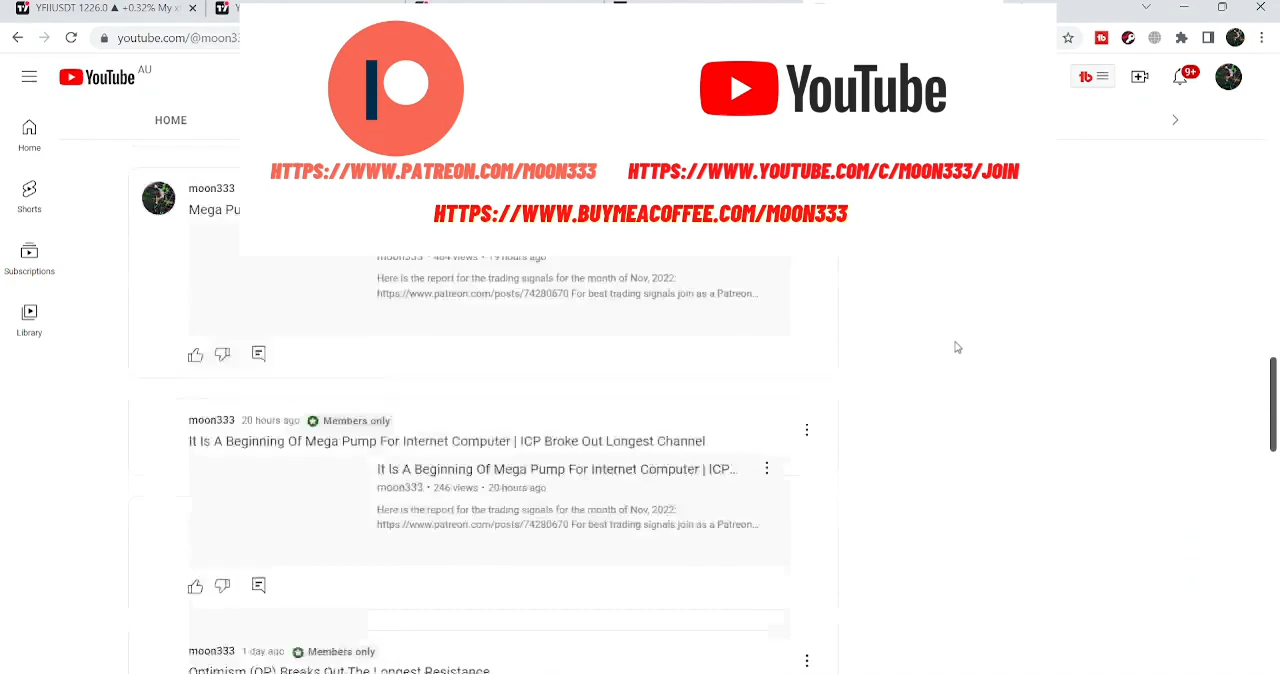 YFIIUSDT 1226.0 ▲ +0.32% My x
youtube.com/@moon33
YouTube AU
9+
HOME
Home
Shorts
Subscriptions
Library
YouTube
HTTPS://WWW.PATREON.COM/MOON333
HTTPS://WWW.YOUTUBE.COM/C/MOON333/JOIN
HTTPS://WWW.BUYMEACOFFEE.COM/MOON333
moon333
Mega Pu
moon333 • 484 views • 19 hours ago
Here is the report for the trading signals for the month of Nov, 2022:
https://www.patreon.com/posts/74280670 For best trading signals join as a Patreon...
moon333 20 hours ago Members only
It Is A Beginning Of Mega Pump For Internet Computer | ICP Broke Out Longest Channel
It Is A Beginning Of Mega Pump For Internet Computer | ICP...
moon333 • 246 views • 20 hours ago
Here is the report for the trading signals for the month of Nov, 2022:
https://www.patreon.com/posts/74280670 For best trading signals join as a Patreon...
moon333 1 day ago Members only
Optimism (OP) Breaks Out The Longest Resistance